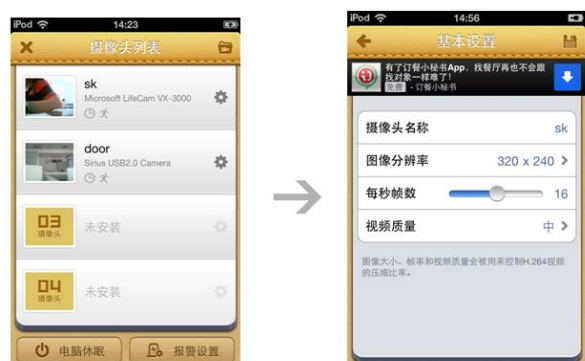 iPod 14:23
摄像头列表
sk
Microsoft LifeCam VX-3000
door
Sirius USB2.0 Camera
03
摄像头
未安装
04
摄像头
未安装
电脑休眠 报警设置
iPod 14:56
基本设置
有了订餐小秘书App，找餐厅再也不会跟
找对象一样难了!
免费 - 订餐小秘书
摄像头名称 sk
图像分辨率 320 x 240
每秒帧数 16
视频质量 中
图像大小、帧率和视频质量会被用来控制H.264视频
的压缩比率。